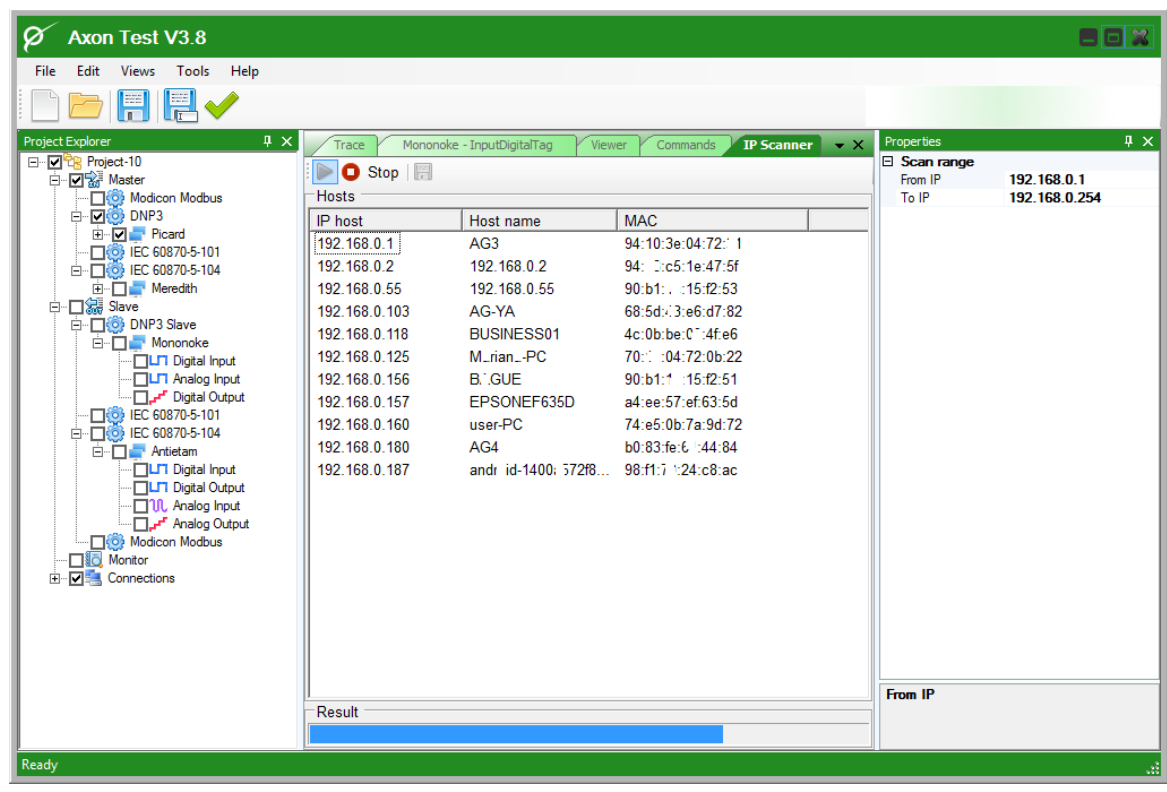 Axon Test V3.8
File Edit Views Tools Help
Project Explorer
Project-10
Master
Modicon Modbus
DNP3
Picard
IEC 60870-5-101
IEC 60870-5-104
Meredith
Slave
DNP3 Slave
Mononoke
Digital Input
Analog Input
Digital Output
IEC 60870-5-101
IEC 60870-5-104
Antietam
Digital Input
Digital Output
Analog Input
Analog Output
Modicon Modbus
Monitor
Connections
Trace Mononoke - InputDigitalTag Viewer Commands IP Scanner
Stop
Hosts
IP host Host name MAC
192.168.0.1 AG3
192.168.0.2 192.168.0.2
192.168.0.55 192.168.0.55
192.168.0.103 AG-YA
192.168.0.118 BUSINESS01
192.168.0.125
192.168.0.156
192.168.0.157 EPSONEF635D a4:ee:57:ef:63:5d
192.168.0.160 user-PC 74:e5:0b:7a:9d:72
192.168.0.180 AG4
192.168.0.187
Result
Properties
Scan range
From IP 192.168.0.1
To IP 192.168.0.254
From IP
Ready